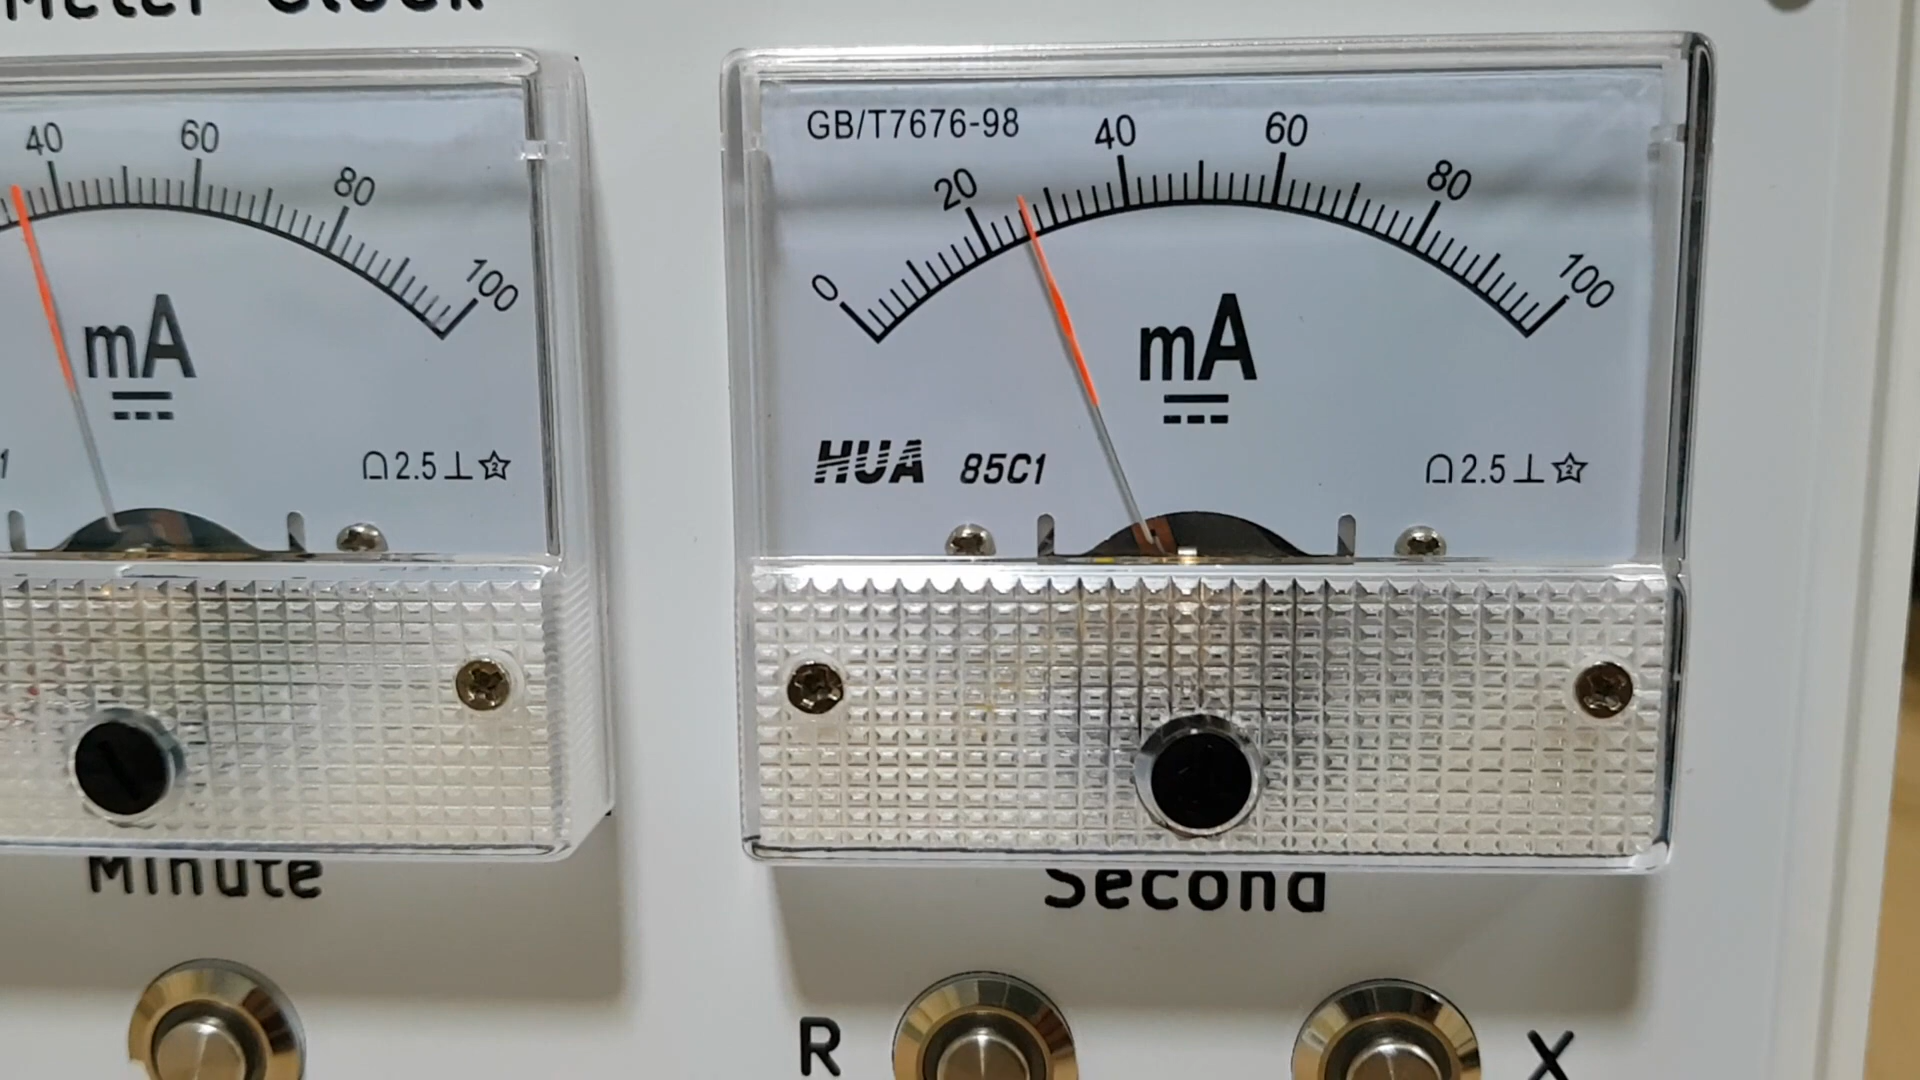 Meter Clock
40 60 80 100
mA
2.5
Minute
GB/T7676-98
0 20 40 60 80 100
mA
HUA 85C1
2.5
Second
R X